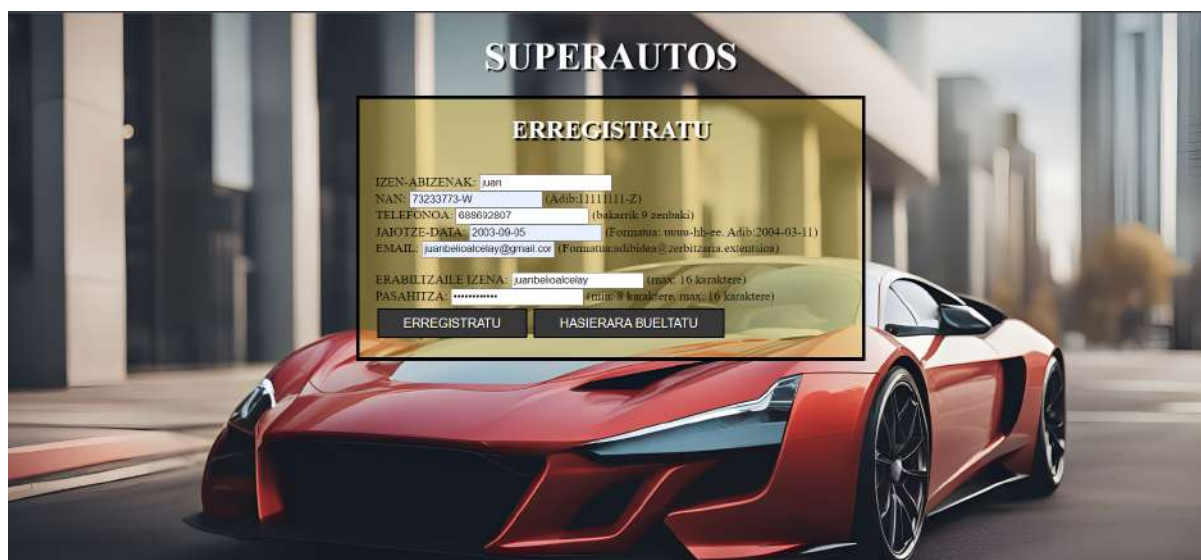 SUPERAUTOS
ERREGISTRATU
IZEN-ABIZENAK: juan
NAN: 73233773-W (Adib:11111111-Z)
TELEFONOA: 688692807 (bakarrik 9 zenbaki)
JAIOTZE-DATA: 2003-09-05 (Formatua: uuuu-hh-ee. Adib:2004-03-11)
EMAIL: juanbelioalcelay@gmail.cor (Formatua:adibidea@zerbitzaria.extentsioa)
ERABILTZAILE IZENA: juanbelioalcelay (max: 16 karaktere)
PASAHITZA: •••••••••••• (min: 8 karaktere, max: 16 karaktere)
ERREGISTRATU HASIERARA BUELTATU